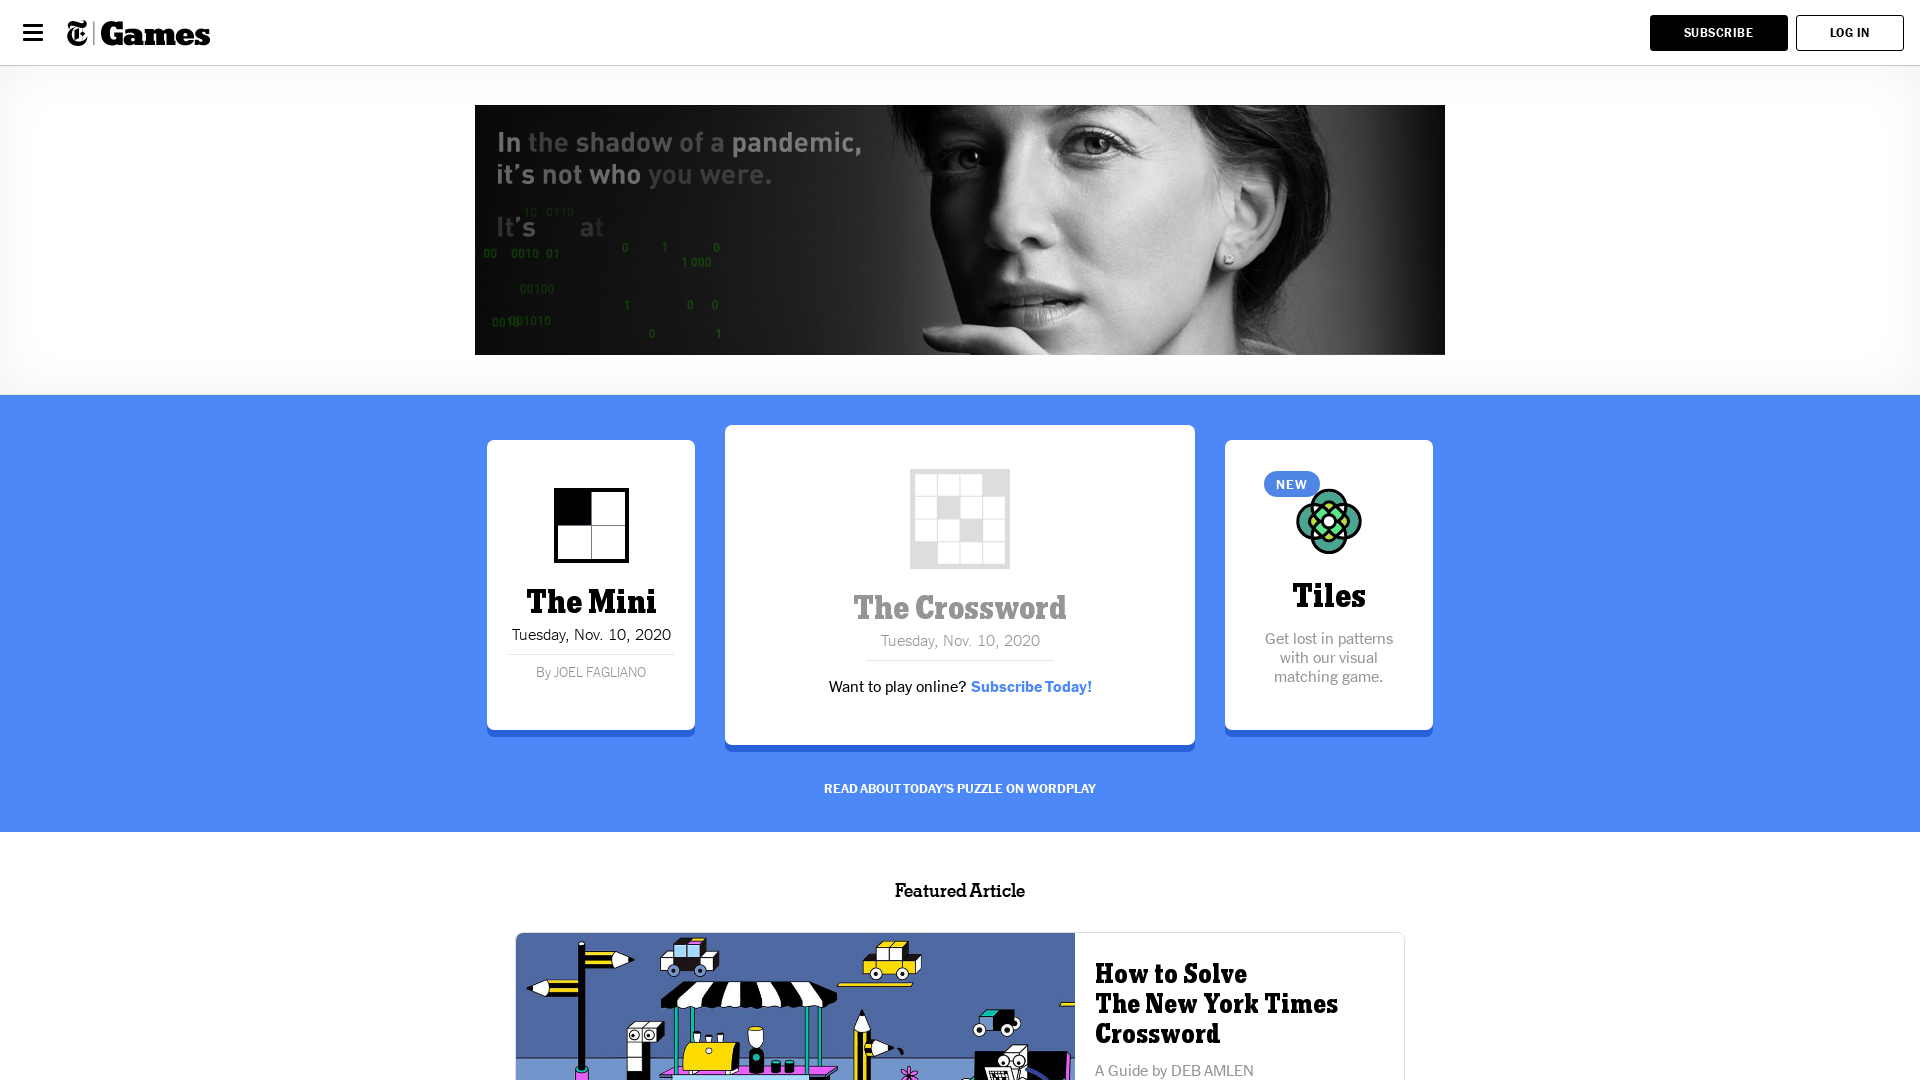 Games
SUBSCRIBE
LOG IN
In the shadow of a pandemic,
it's not who you were.
It's at
10 0110
00 0010 01
0 1 0
1 000
00100
1 0 0
001010
0 1
The Mini
Tuesday, Nov. 10, 2020
By JOEL FAGLIANO
The Crossword
Tuesday, Nov. 10, 2020
Want to play online? Subscribe Today!
NEW
Tiles
Get lost in patterns
with our visual
matching game.
READ ABOUT TODAY'S PUZZLE ON WORDPLAY
Featured Article
How to Solve
The New York Times
Crossword
A Guide by DEB AMLEN